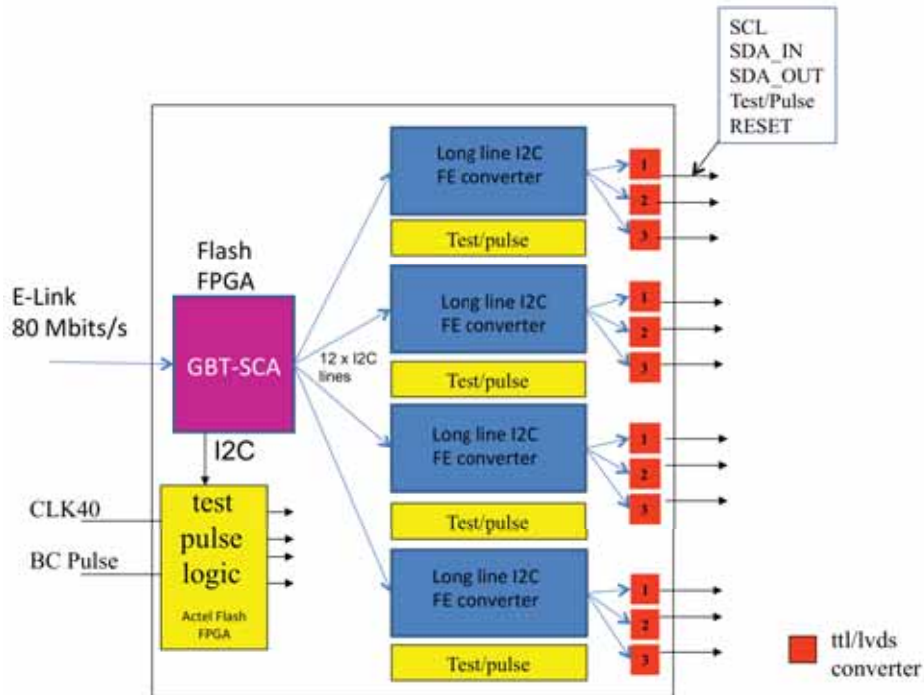 SCL
SDA_IN
SDA_OUT
Test/Pulse
RESET
Long line I2C
FE converter
1
2
3
Test/pulse
Flash
FPGA
E-Link
80 Mbits/s
GBT-SCA
12 x I2C
lines
Long line I2C
FE converter
1
2
3
Test/pulse
I2C
Long line I2C
FE converter
1
2
3
Test/pulse
CLK40
BC Pulse
test
pulse
logic
Actel Flash
FPGA
Long line I2C
FE converter
1
2
3
Test/pulse
ttl/lvds
converter